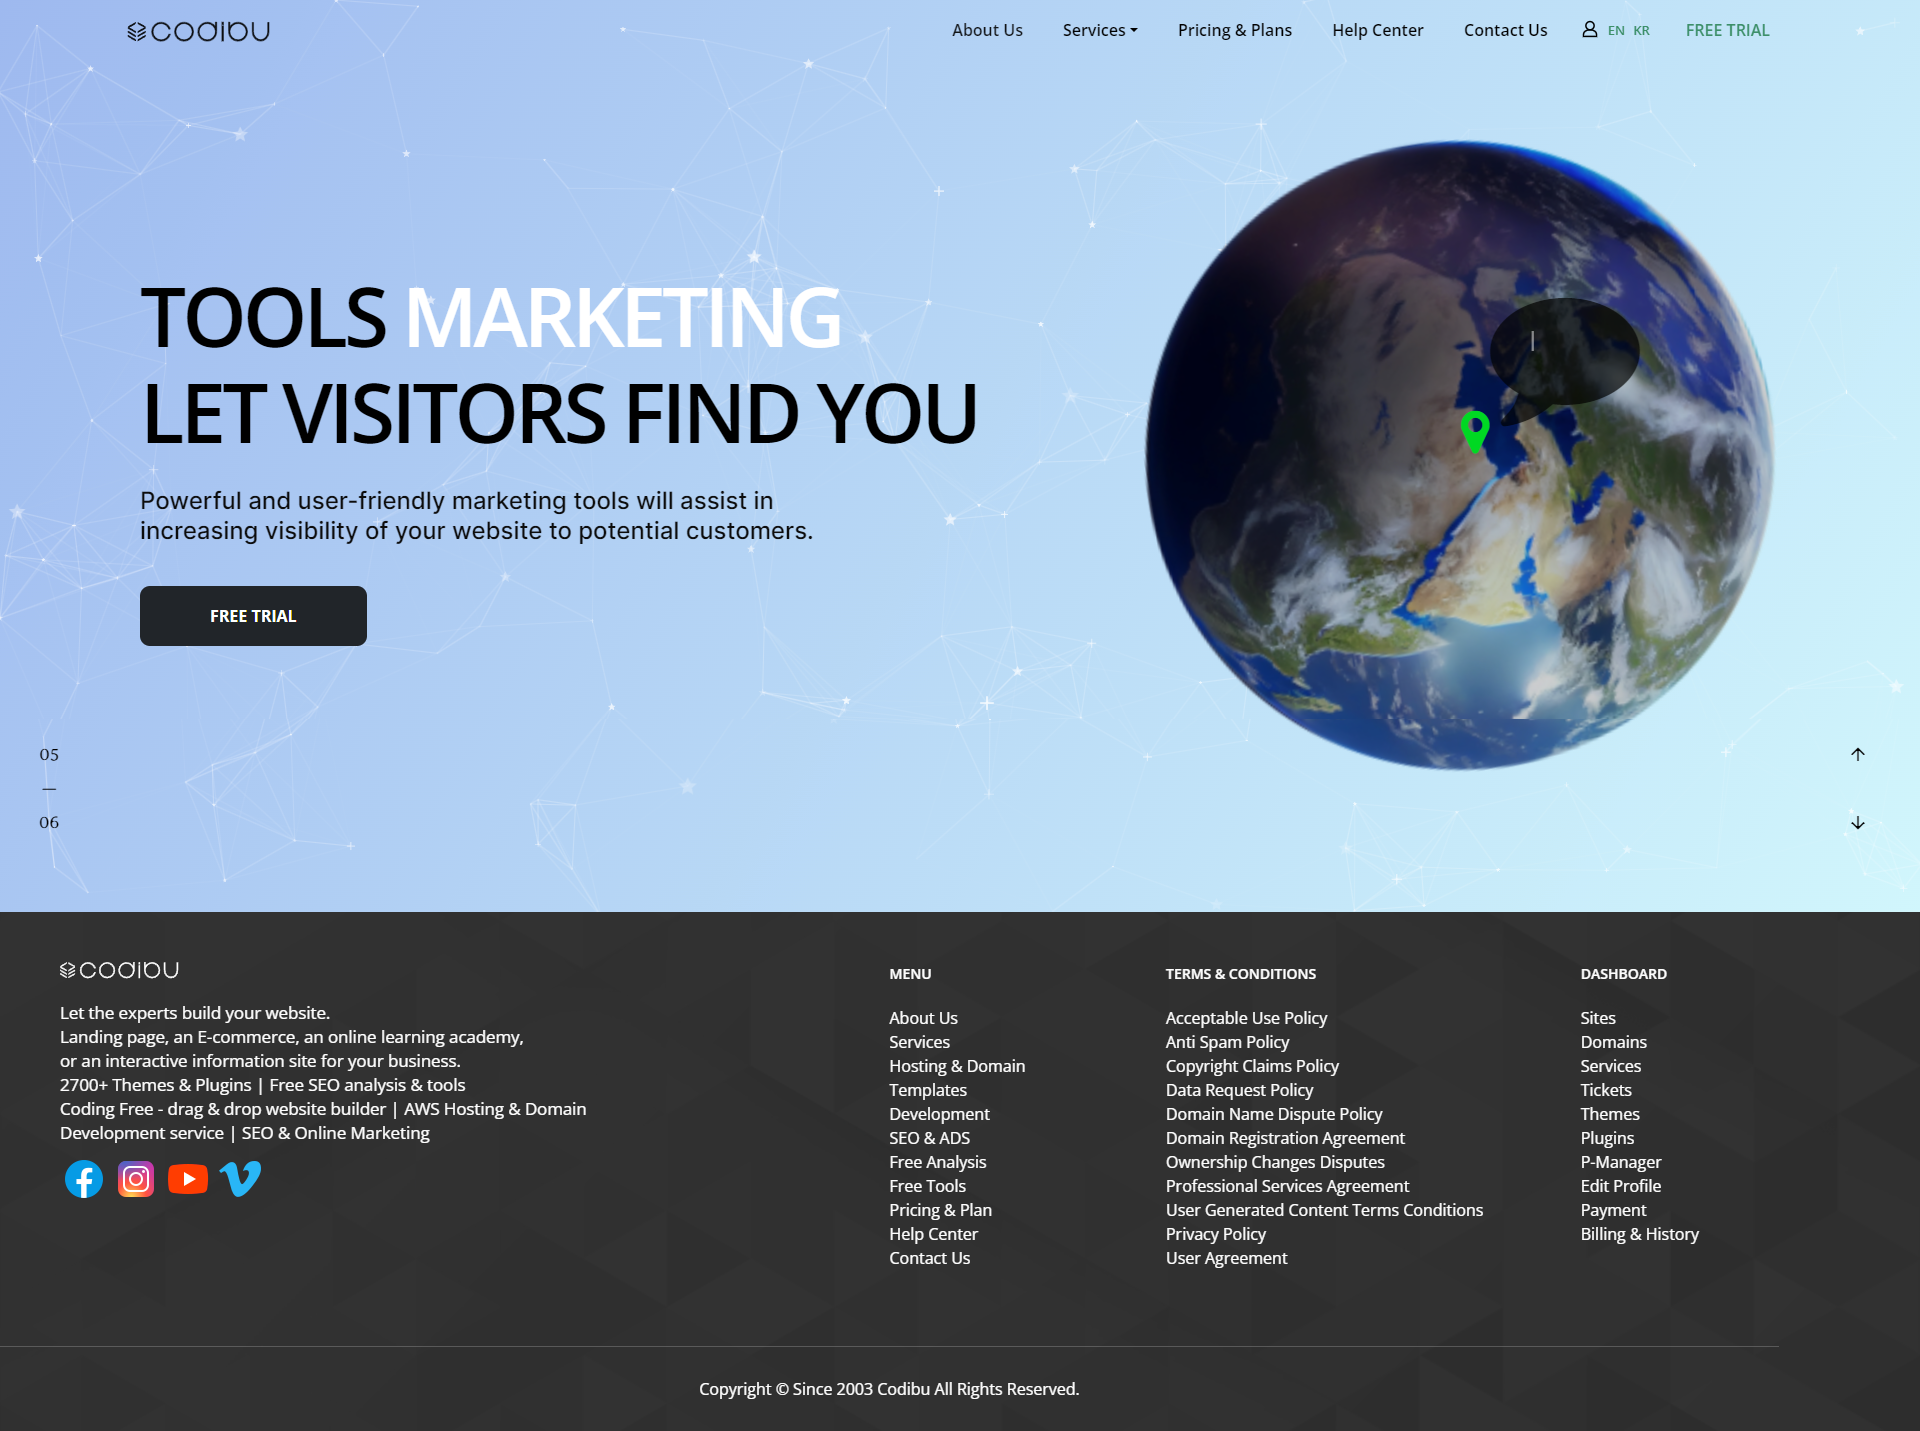 codibu
About Us
Services
Pricing & Plans
Help Center
Contact Us
EN KR
FREE TRIAL
TOOLS MARKETING
LET VISITORS FIND YOU
Powerful and user-friendly marketing tools will assist in
increasing visibility of your website to potential customers.
FREE TRIAL
05
—
06
codibu
Let the experts build your website.
Landing page, an E-commerce, an online learning academy,
or an interactive information site for your business.
2700+ Themes & Plugins | Free SEO analysis & tools
Coding Free - drag & drop website builder | AWS Hosting & Domain
Development service | SEO & Online Marketing
MENU
About Us
Services
Hosting & Domain
Templates
Development
SEO & ADS
Free Analysis
Free Tools
Pricing & Plan
Help Center
Contact Us
TERMS & CONDITIONS
Acceptable Use Policy
Anti Spam Policy
Copyright Claims Policy
Data Request Policy
Domain Name Dispute Policy
Domain Registration Agreement
Ownership Changes Disputes
Professional Services Agreement
User Generated Content Terms Conditions
Privacy Policy
User Agreement
DASHBOARD
Sites
Domains
Services
Tickets
Themes
Plugins
P-Manager
Edit Profile
Payment
Billing & History
Copyright © Since 2003 Codibu All Rights Reserved.